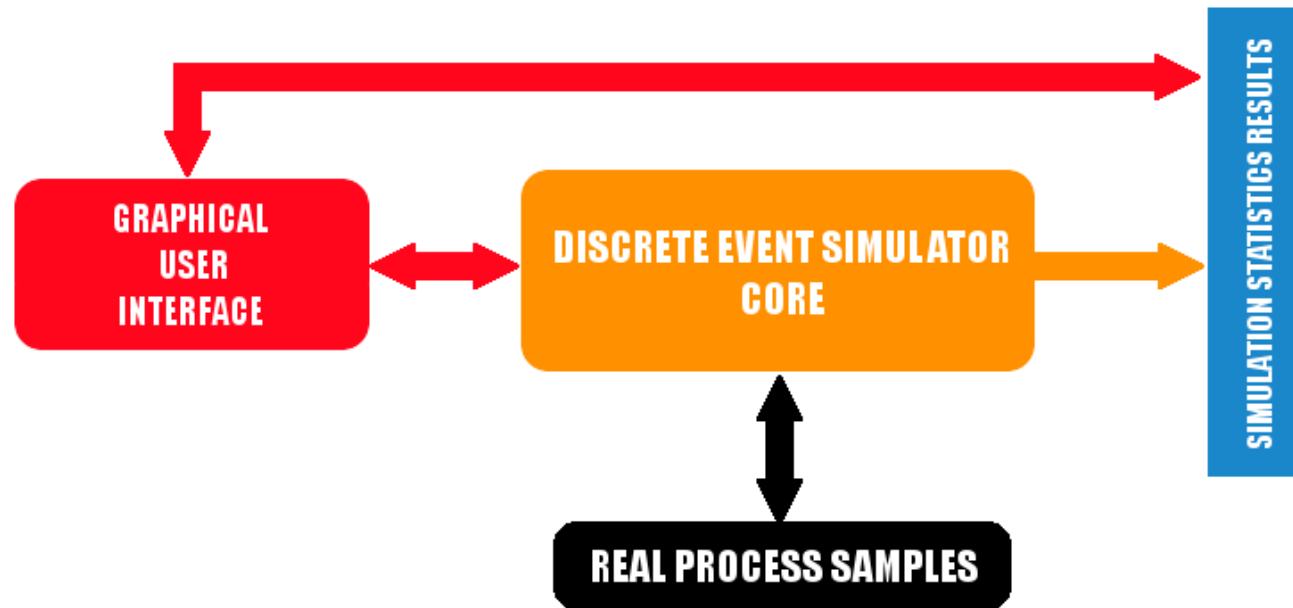 GRAPHICAL
USER
INTERFACE
DISCRETE EVENT SIMULATOR
CORE
SIMULATION STATISTICS RESULTS
REAL PROCESS SAMPLES